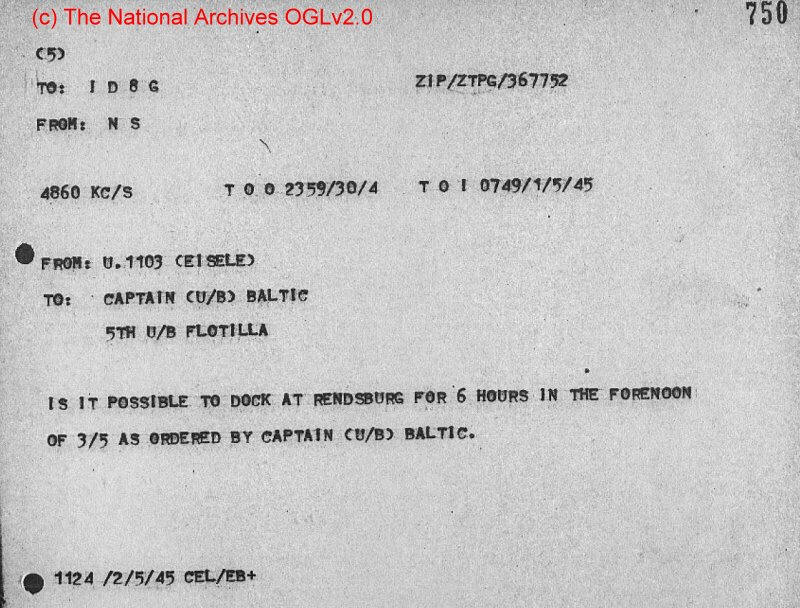 (c) The National Archives OGLv2.0
750
(5)
TO: I D 8 G ZIP/ZTPG/367752
FROM: N S
4860 KC/S T O O 2359/30/4 T O I 0749/1/5/45
FROM: U.1103 (EISELE)
TO: CAPTAIN (U/B) BALTIC
5TH U/B FLOTILLA
IS IT POSSIBLE TO DOCK AT RENDSBURG FOR 6 HOURS IN THE FORENOON
OF 3/5 AS ORDERED BY CAPTAIN (U/B) BALTIC.
1124 /2/5/45 CEL/EB+